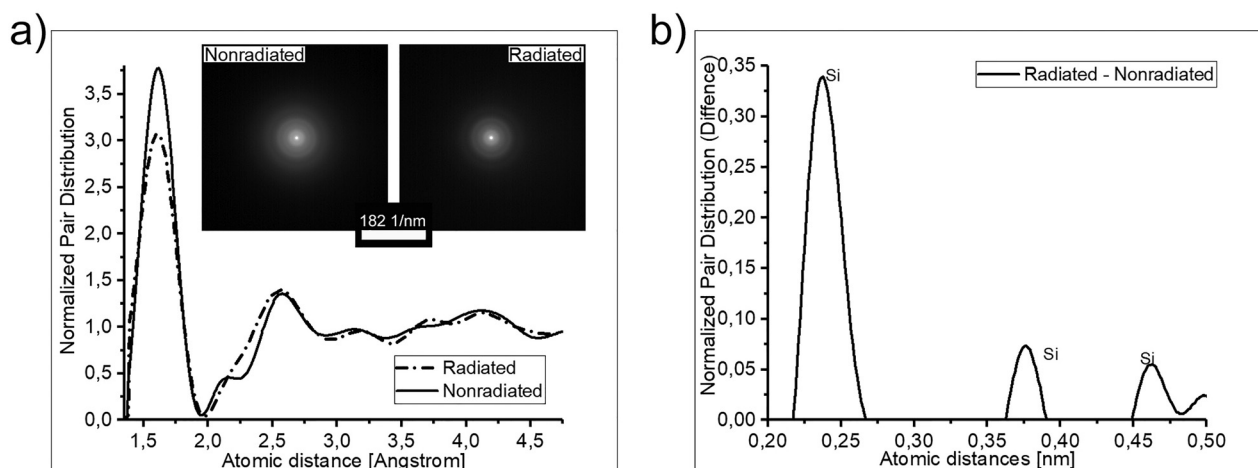 a)
Normalized Pair Distribution
3,5
3,0
2,5
2,0
1,5
1,0
0,5
0,0
Nonradiated
Radiated
182 1/nm
Radiated
Nonradiated
1,5 2,0 2,5 3,0 3,5 4,0 4,5
Atomic distance [Angstrom]
b)
Normalized Pair Distribution (Diffence)
0,35
0,30
0,25
0,20
0,15
0,10
0,05
0,00
Radiated - Nonradiated
Si
Si
Si
0,20 0,25 0,30 0,35 0,40 0,45 0,50
Atomic distances [nm]